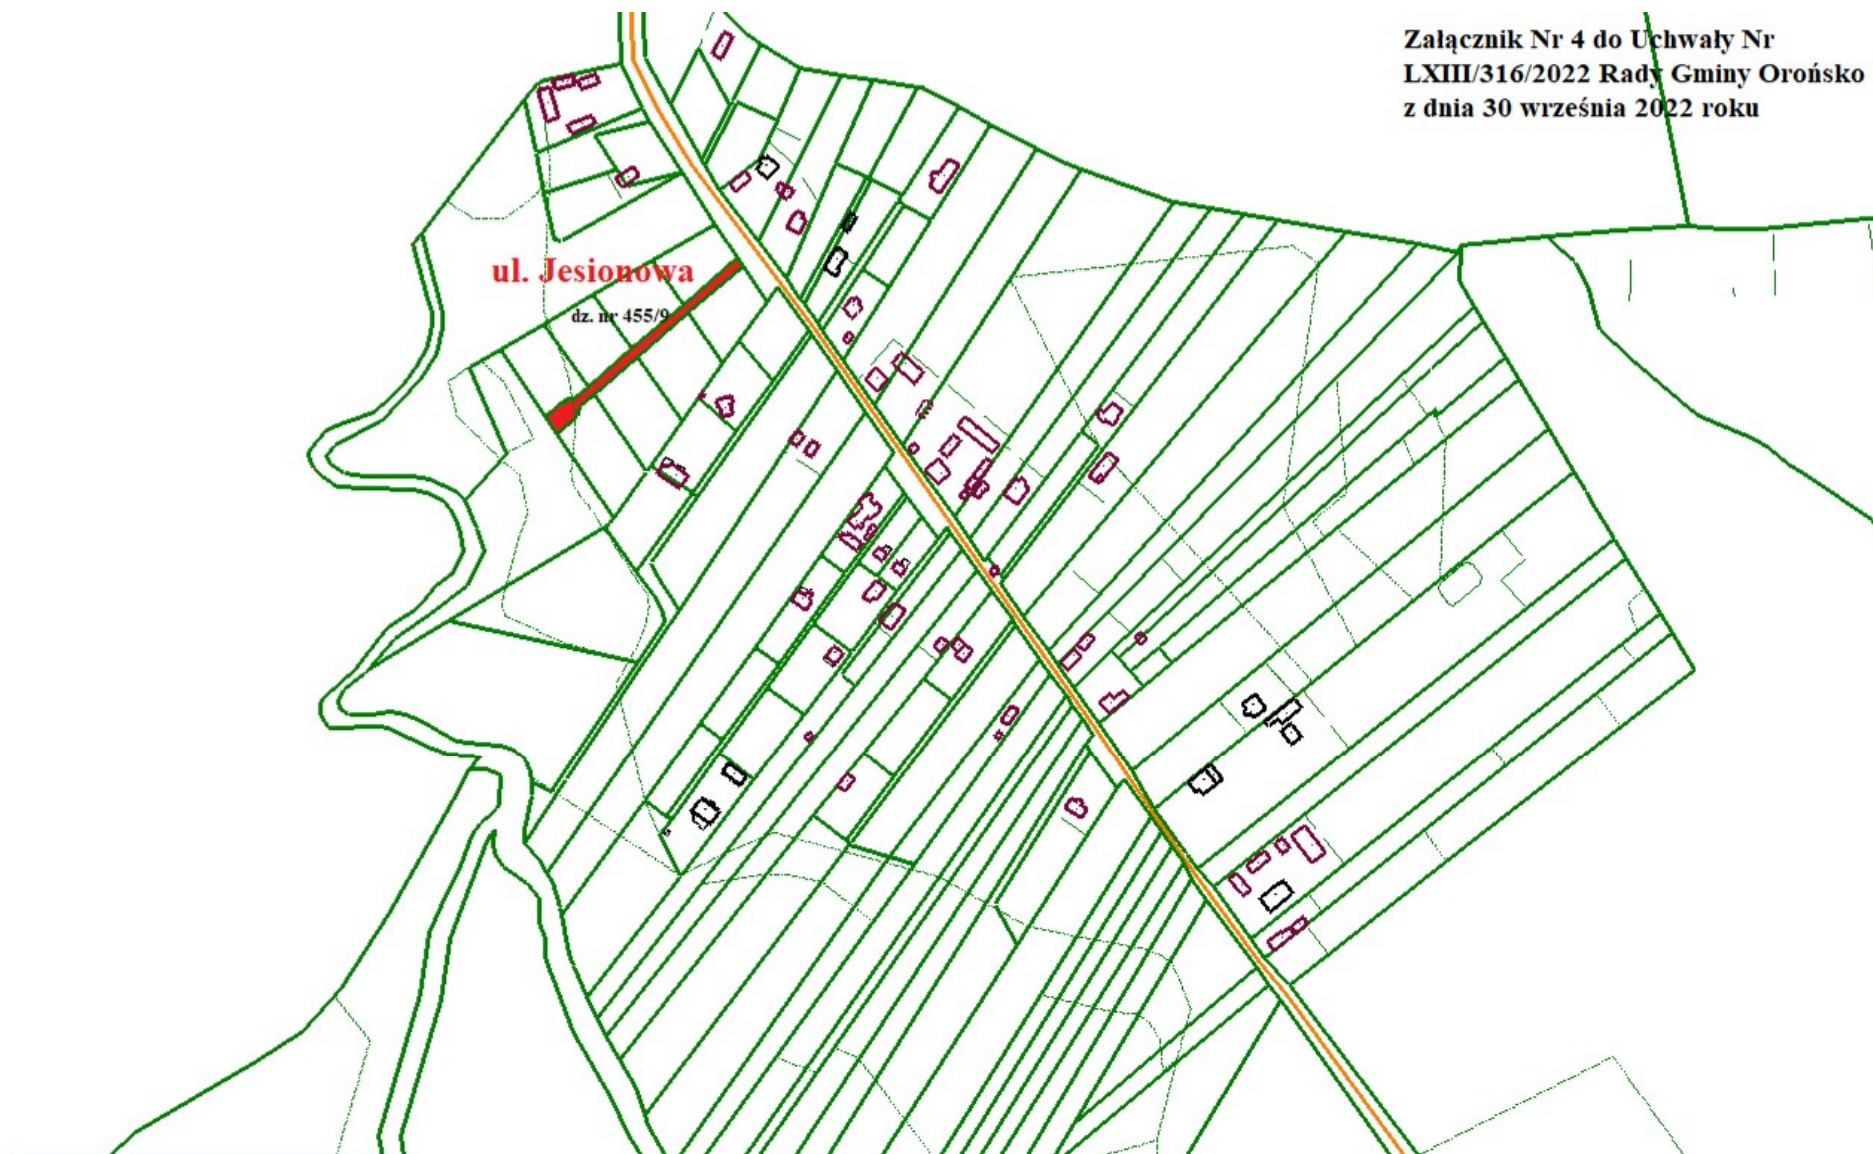 Załącznik Nr 4 do Uchwały Nr
LXIII/316/2022 Rady Gminy Orońsko
z dnia 30 września 2022 roku
ul. Jesionowa
dz. nr 455/9